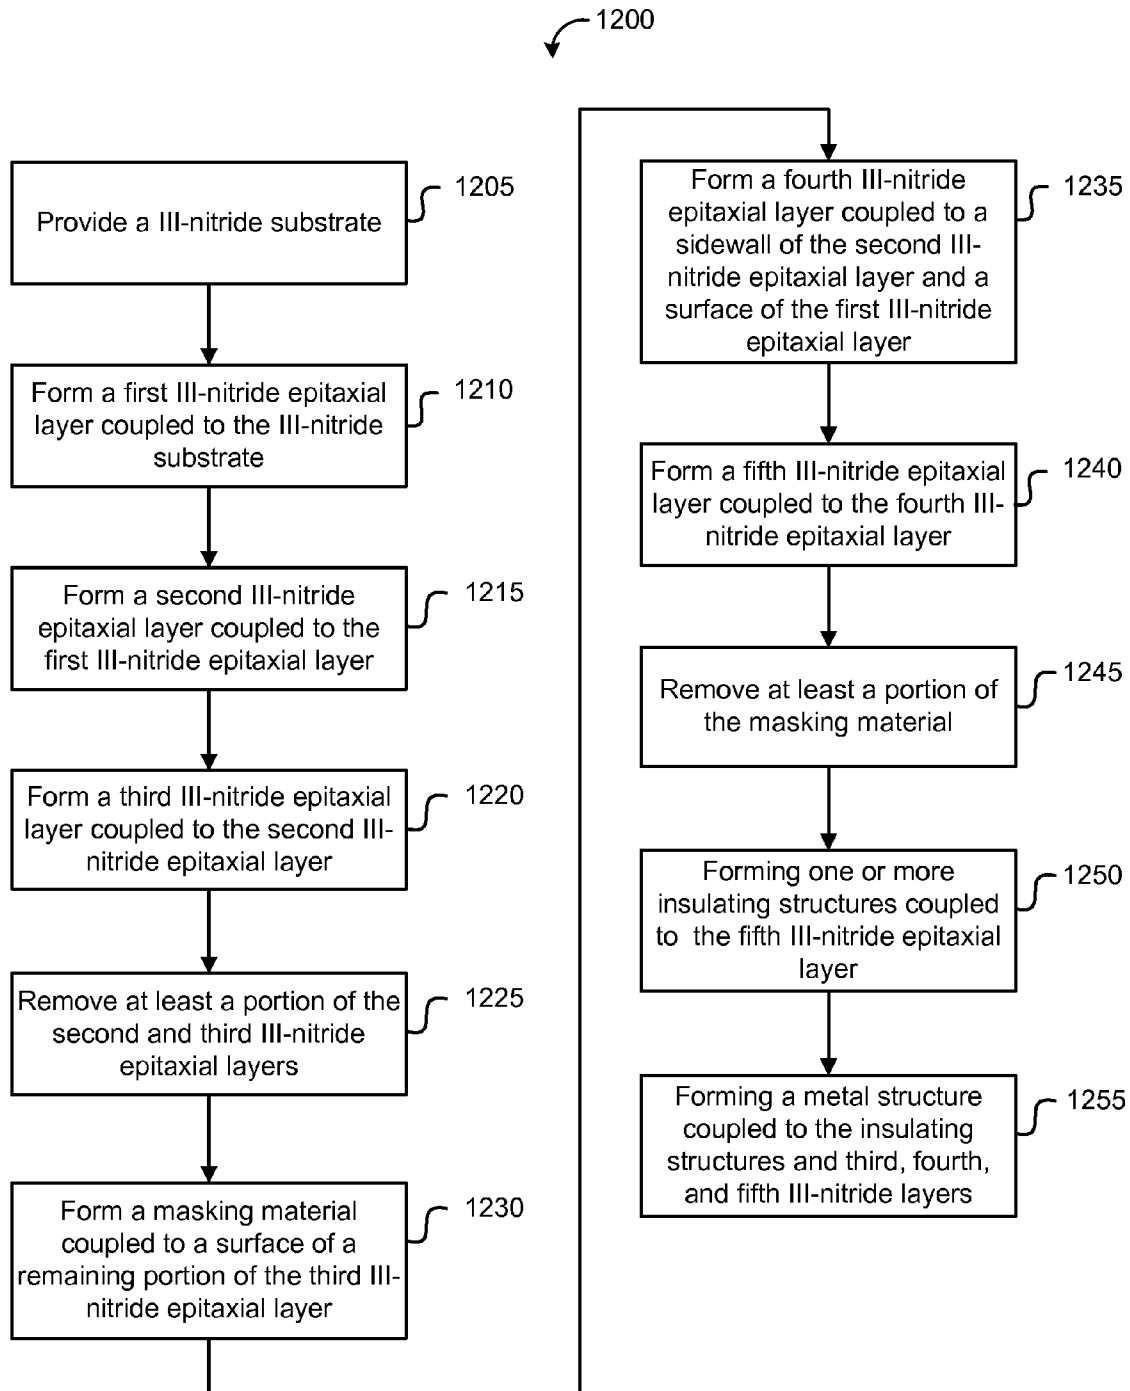 1200
Provide a III-nitride substrate
1205
Form a first III-nitride epitaxial
layer coupled to the III-nitride
substrate
1210
Form a second III-nitride
epitaxial layer coupled to the
first III-nitride epitaxial layer
1215
Form a third III-nitride epitaxial
layer coupled to the second III-
nitride epitaxial layer
1220
Remove at least a portion of the
second and third III-nitride
epitaxial layers
1225
Form a masking material
coupled to a surface of a
remaining portion of the third III-
nitride epitaxial layer
1230
Form a fourth III-nitride
epitaxial layer coupled to a
sidewall of the second III-
nitride epitaxial layer and a
surface of the first III-nitride
epitaxial layer
1235
Form a fifth III-nitride epitaxial
layer coupled to the fourth III-
nitride epitaxial layer
1240
Remove at least a portion of
the masking material
1245
Forming one or more
insulating structures coupled
to the fifth III-nitride epitaxial
layer
1250
Forming a metal structure
coupled to the insulating
structures and third, fourth,
and fifth III-nitride layers
1255